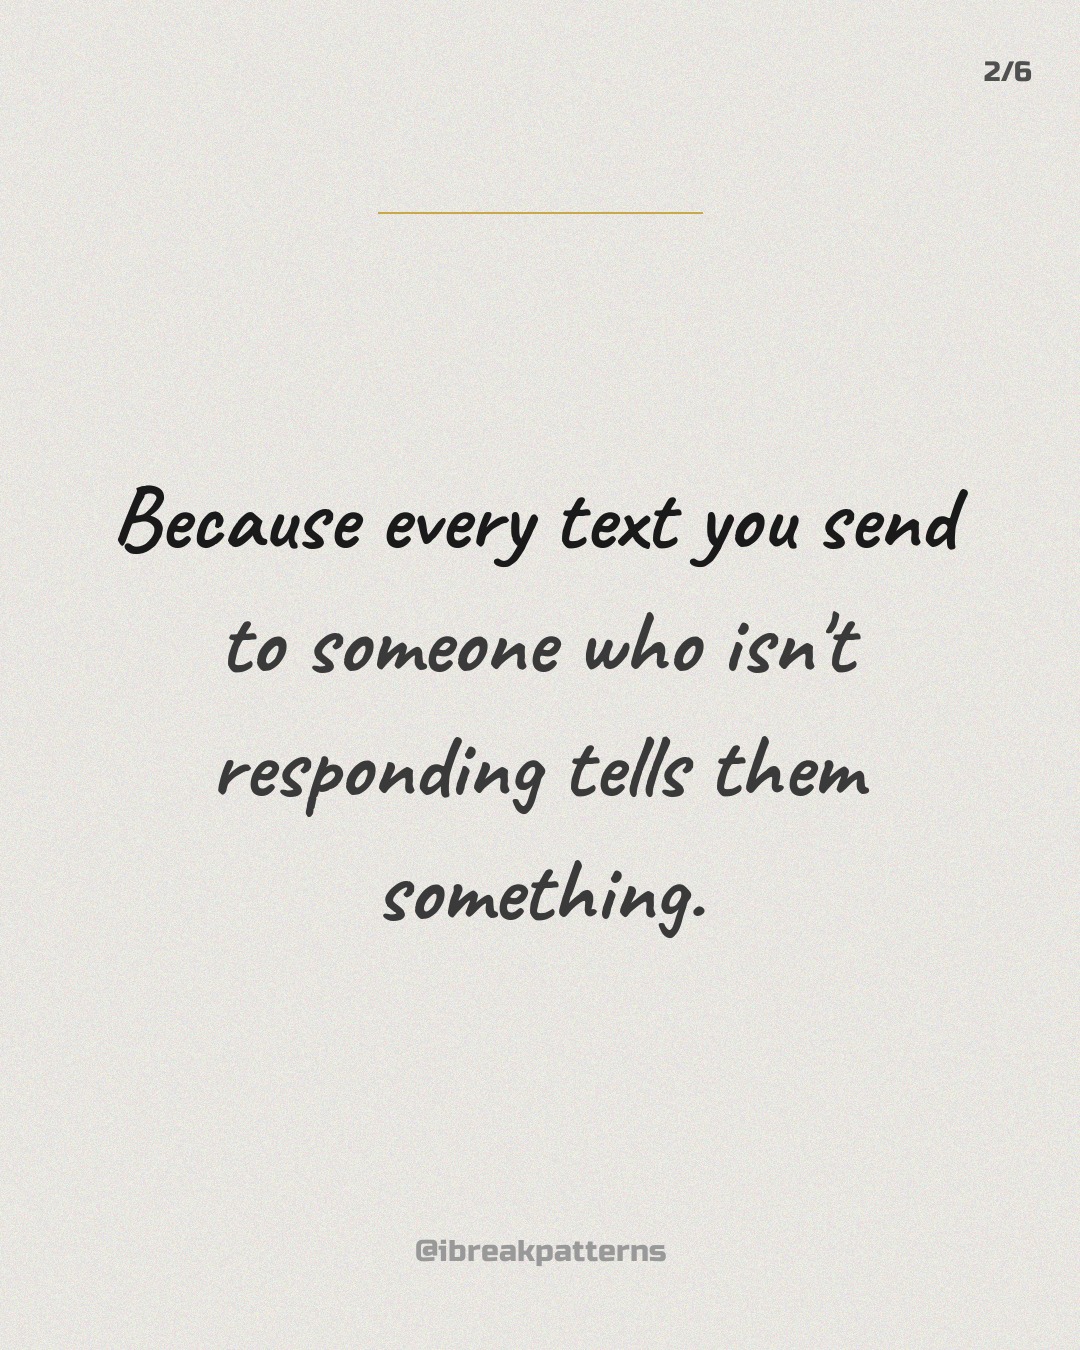 2/6
Because every text you send
to someone who isn't
responding tells them
something.
@ibreakpatterns